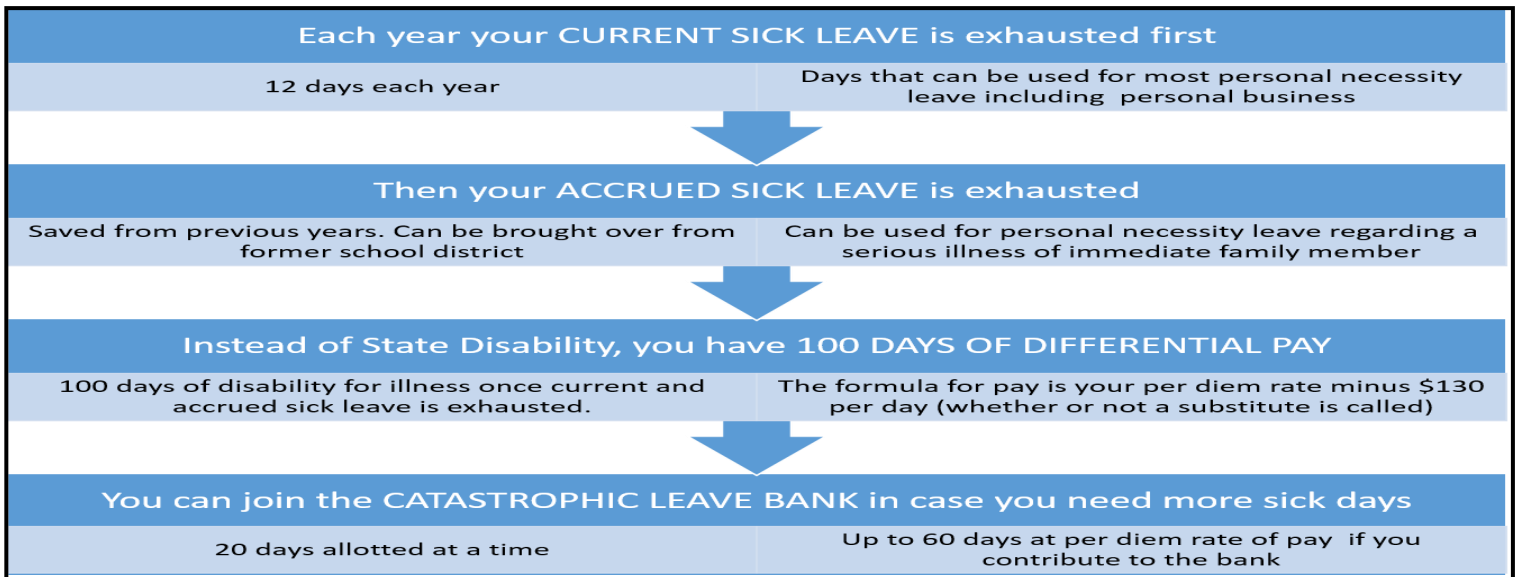 Each year your CURRENT SICK LEAVE is exhausted first
12 days each year
Days that can be used for most personal necessity
leave including  personal business
Then your ACCRUED SICK LEAVE is exhausted
Saved from previous years. Can be brought over from
former school district
Can be used for personal necessity leave regarding a
serious illness of immediate family member
Instead of State Disability, you have 100 DAYS OF DIFFERENTIAL PAY
100 days of disability for illness once current and
accrued sick leave is exhausted.
The formula for pay is your per diem rate minus $130
per day (whether or not a substitute is called)
You can join the CATASTROPHIC LEAVE BANK in case you need more sick days
20 days allotted at a time
Up to 60 days at per diem rate of pay  if you
contribute to the bank